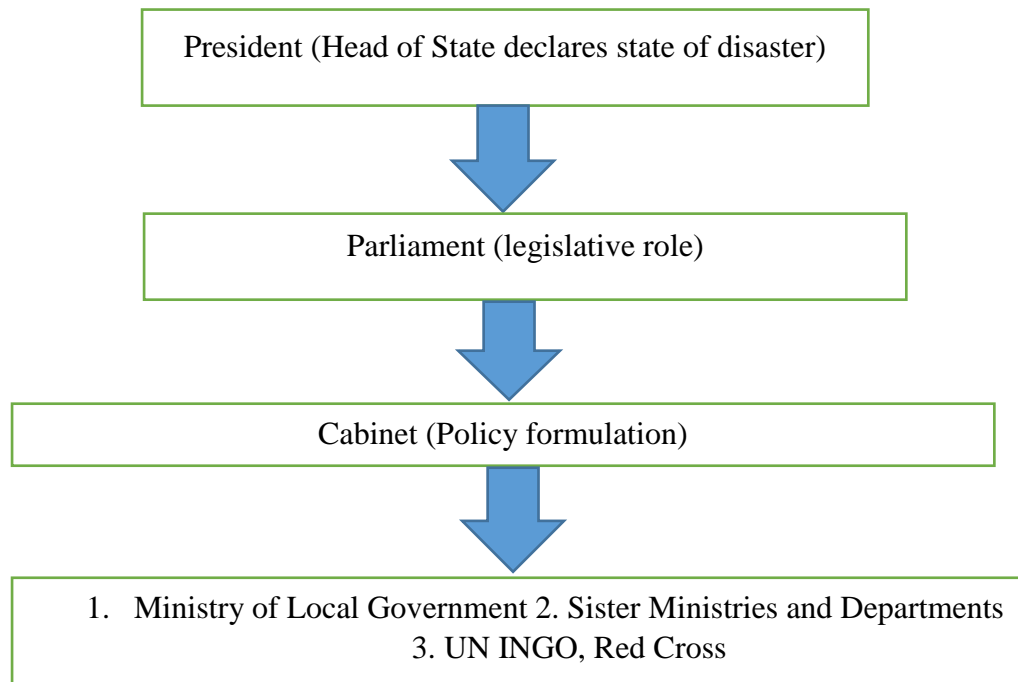 President (Head of State declares state of disaster)
Parliament (legislative role)
Cabinet (Policy formulation)
1. Ministry of Local Government 2. Sister Ministries and Departments
3. UN INGO, Red Cross